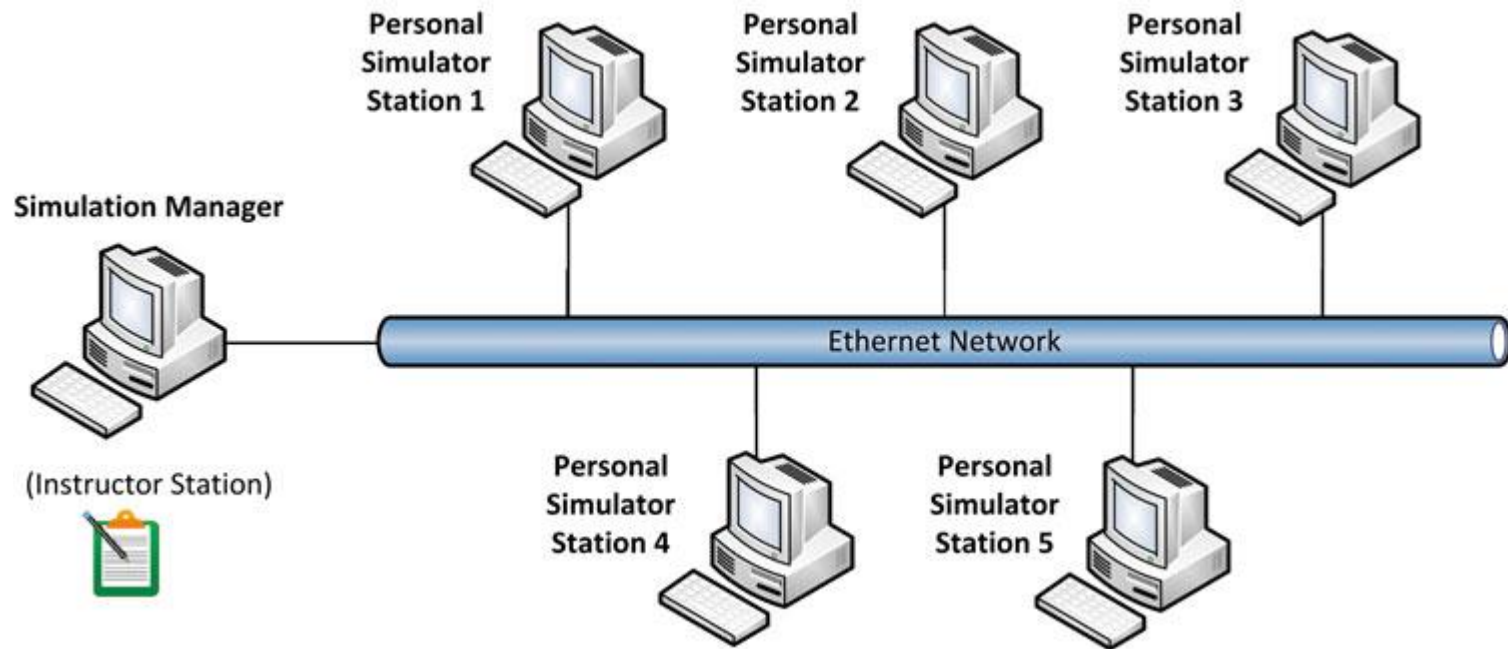 Personal
Simulator
Station 1
Personal
Simulator
Station 2
Personal
Simulator
Station 3
Simulation Manager
Ethernet Network
(Instructor Station)
Personal
Simulator
Station 4
Personal
Simulator
Station 5